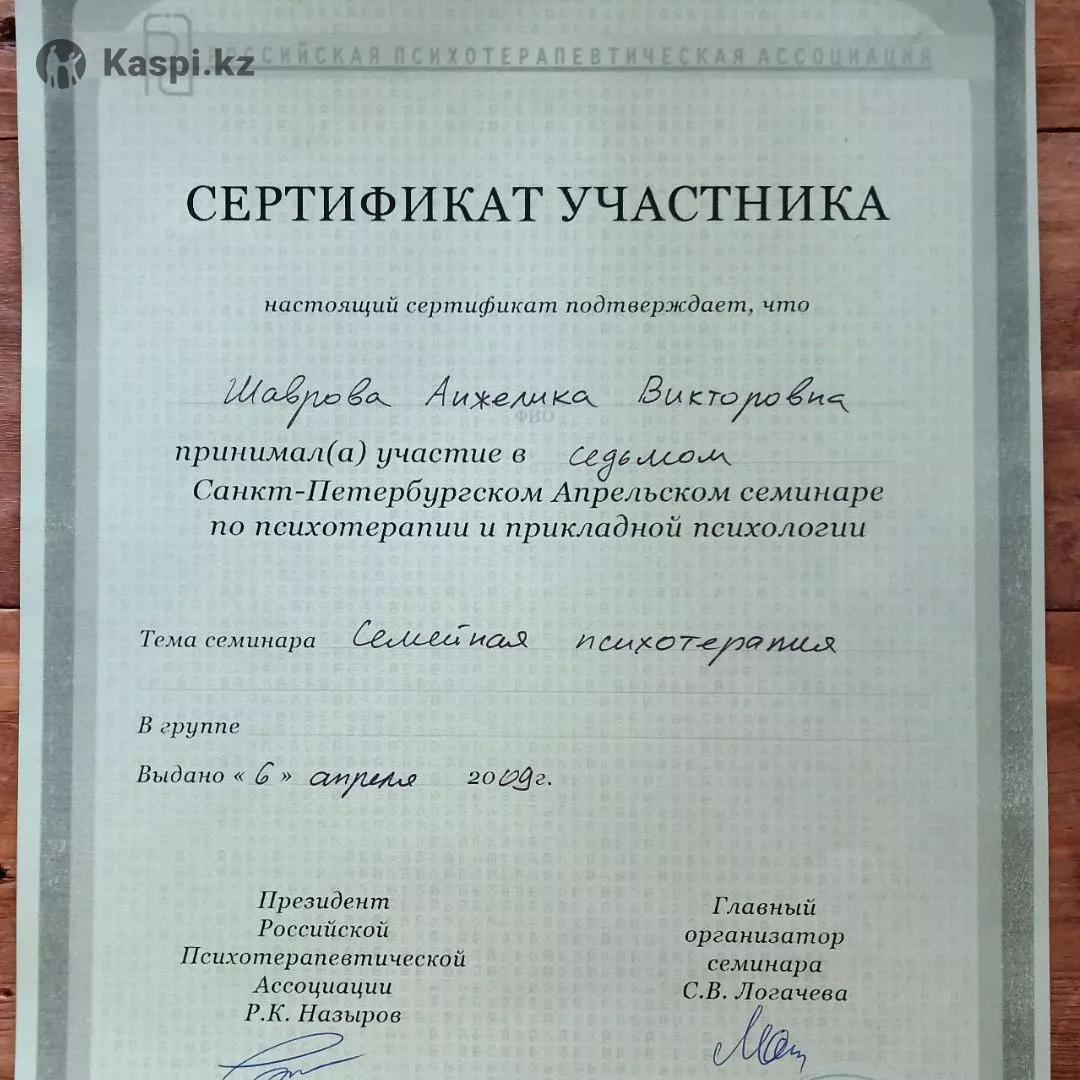 Kaspi.kz
РОССИЙСКАЯ ПСИХОТЕРАПЕВТИЧЕСКАЯ АССОЦИАЦИЯ
СЕРТИФИКАТ УЧАСТНИКА
настоящий сертификат подтверждает, что
Шаврова Анжелика Викторовна
ФИО
принимал(а) участие в седьмом
Санкт-Петербургском Апрельском семинаре
по психотерапии и прикладной психологии
Тема семинара Семейная психотерапия
В группе
Выдано « 6 » апреля 2009г.
Президент
Российской
Психотерапевтической
Ассоциации
Р.К. Назыров
Главный
организатор
семинара
С.В. Логачева